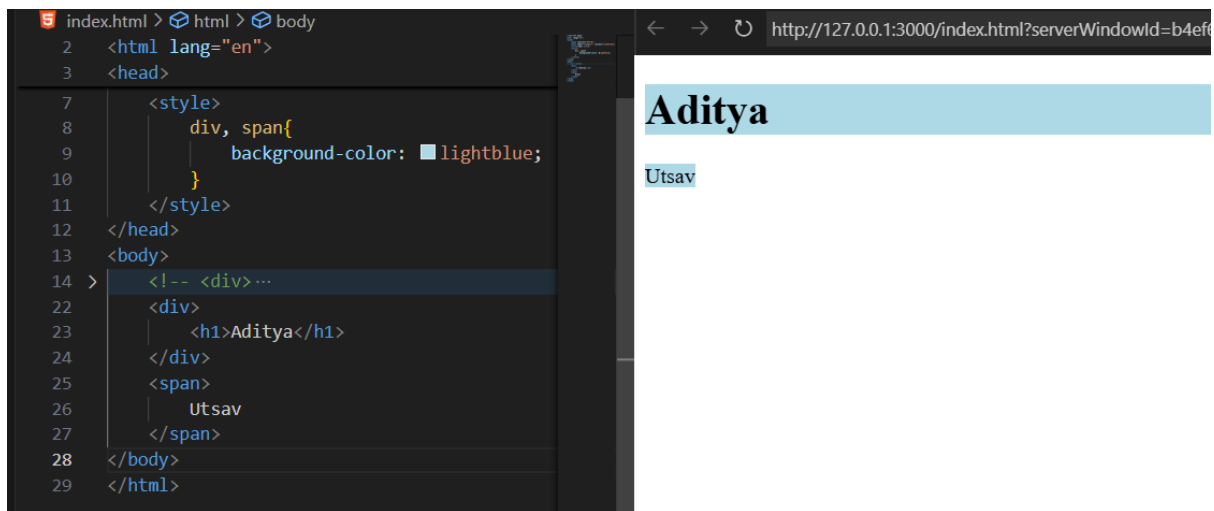 index.html > html > body
2 <html lang="en">
3 <head>
7 <style>
8 div, span{
9 background-color: lightblue;
10 }
11 </style>
12 </head>
13 <body>
14 > <!-- <div>…
22 <div>
23 <h1>Aditya</h1>
24 </div>
25 <span>
26 Utsav
27 </span>
28 </body>
29 </html>
http://127.0.0.1:3000/index.html?serverWindowId=b4ef6
Aditya
Utsav